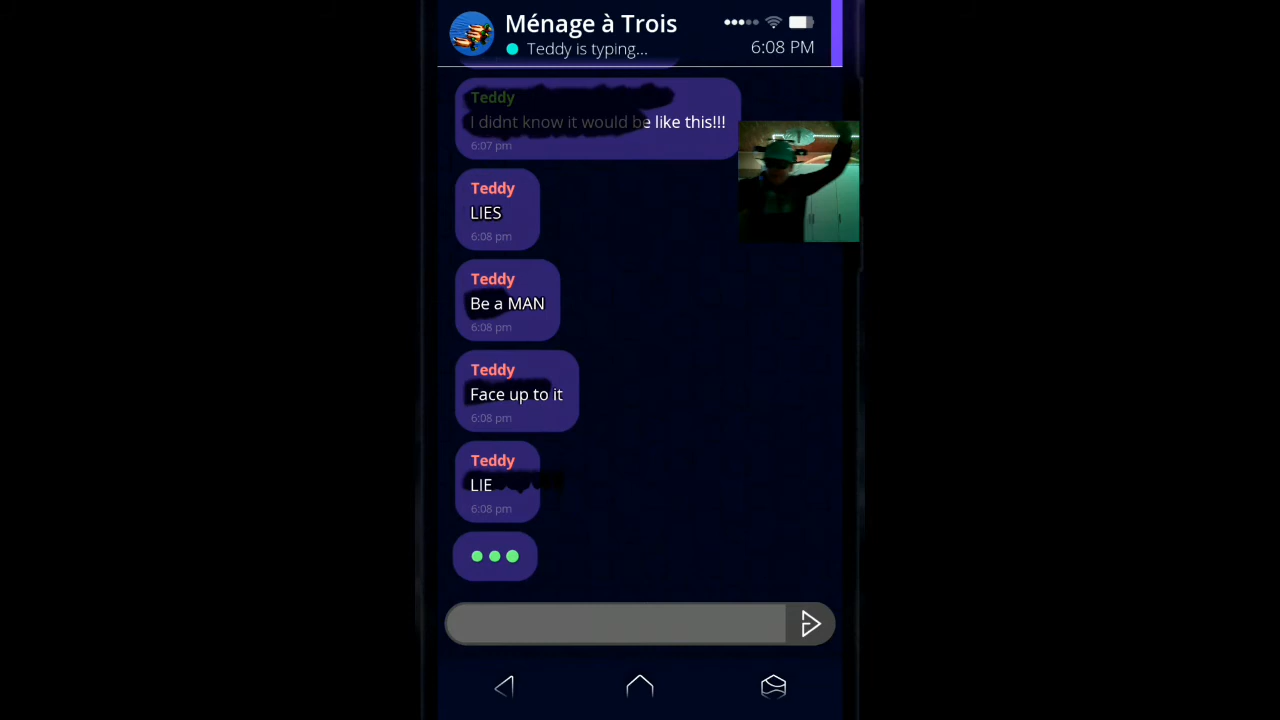 Ménage à Trois
Teddy is typing...
6:08 PM
Teddy
I didnt know it would be like this!!!
6:07 pm
Teddy
LIES
6:08 pm
Teddy
Be a MAN
6:08 pm
Teddy
Face up to it
6:08 pm
Teddy
LIE
6:08 pm